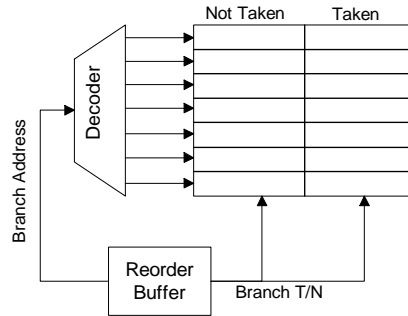 Not Taken
Taken
Decoder
Branch Address
Reorder
Buffer
Branch T/N